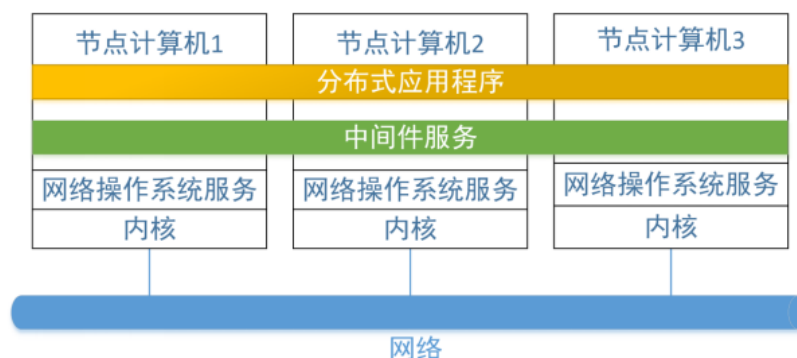 节点计算机1 节点计算机2 节点计算机3
分布式应用程序
中间件服务
网络操作系统服务 网络操作系统服务 网络操作系统服务
内核 内核 内核
网络